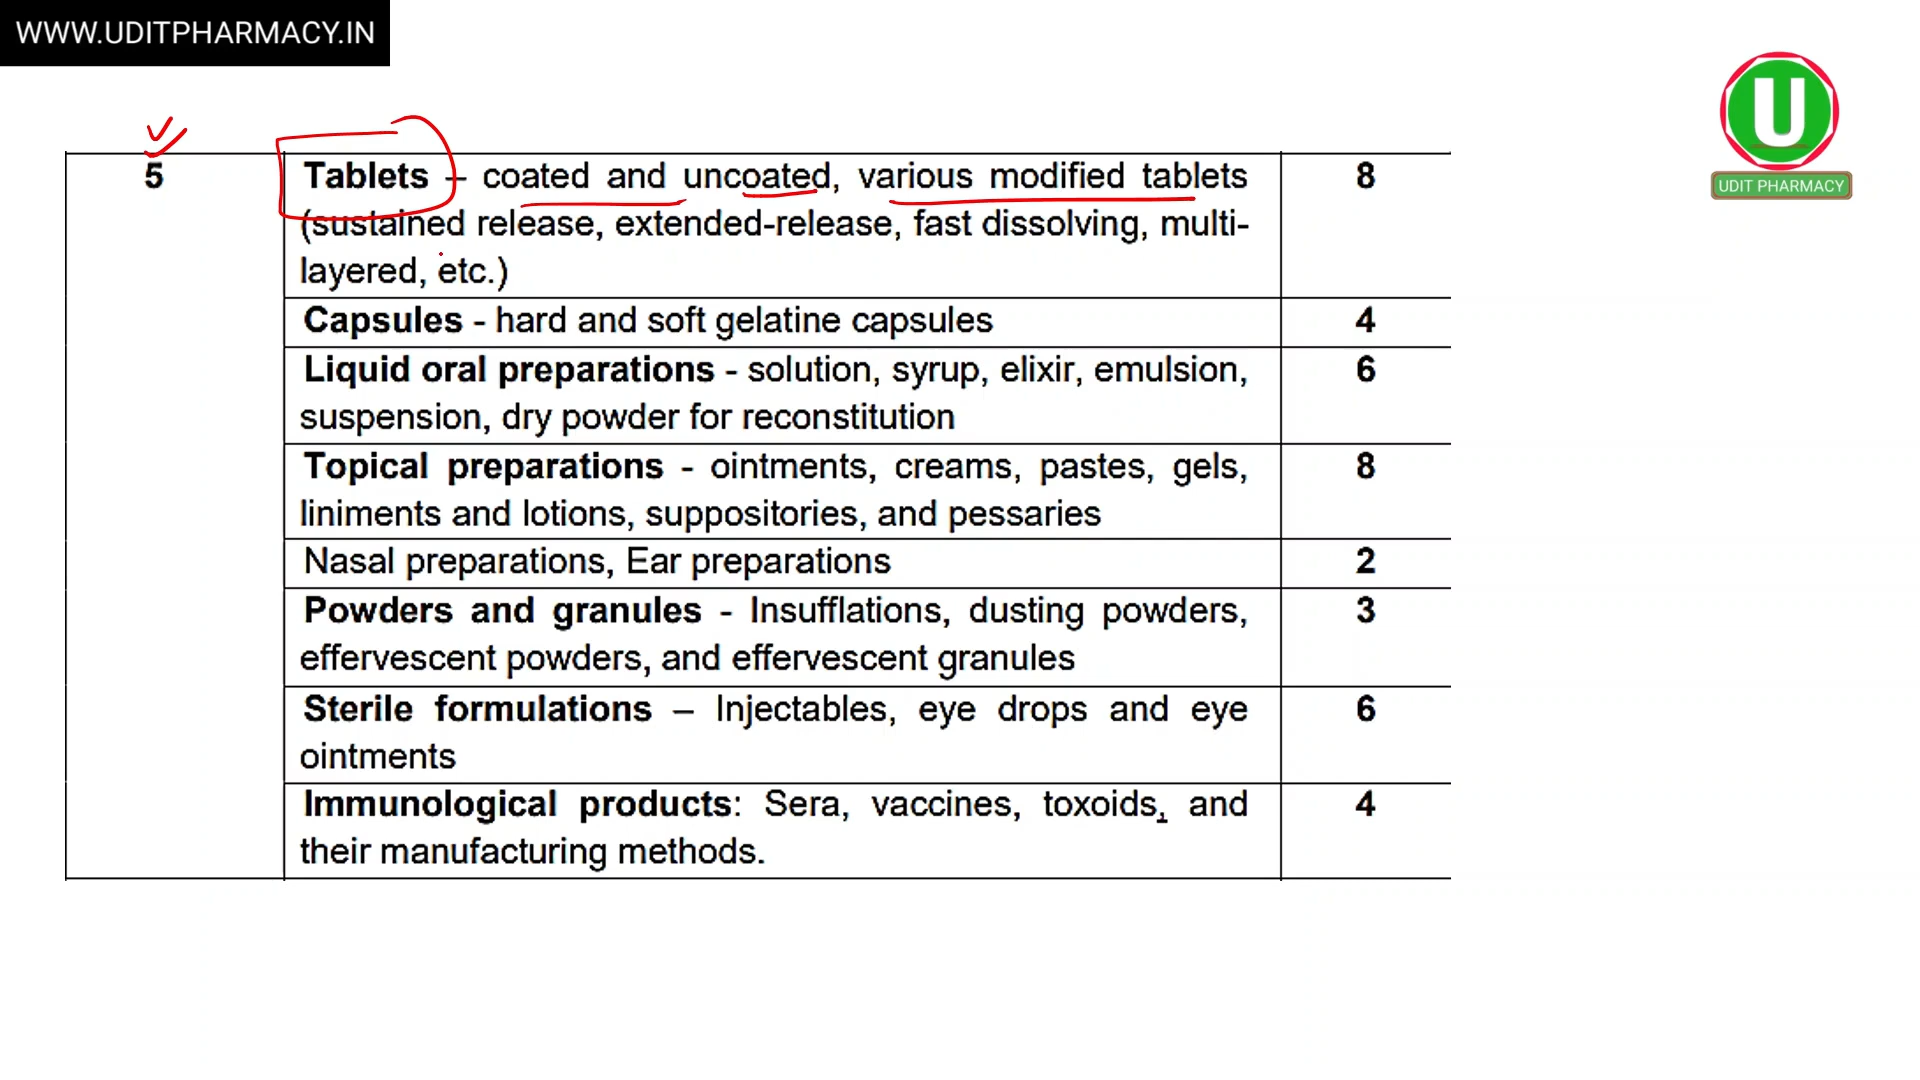 WWW.UDITPHARMACY.IN
U
UDIT PHARMACY
5
Tablets – coated and uncoated, various modified tablets
8
(sustained release, extended-release, fast dissolving, multi-
layered, etc.)
Capsules - hard and soft gelatine capsules
4
Liquid oral preparations - solution, syrup, elixir, emulsion,
6
suspension, dry powder for reconstitution
Topical preparations - ointments, creams, pastes, gels,
8
liniments and lotions, suppositories, and pessaries
Nasal preparations, Ear preparations
2
Powders and granules - Insufflations, dusting powders,
3
effervescent powders, and effervescent granules
Sterile formulations – Injectables, eye drops and eye
6
ointments
Immunological products: Sera, vaccines, toxoids, and
4
their manufacturing methods.